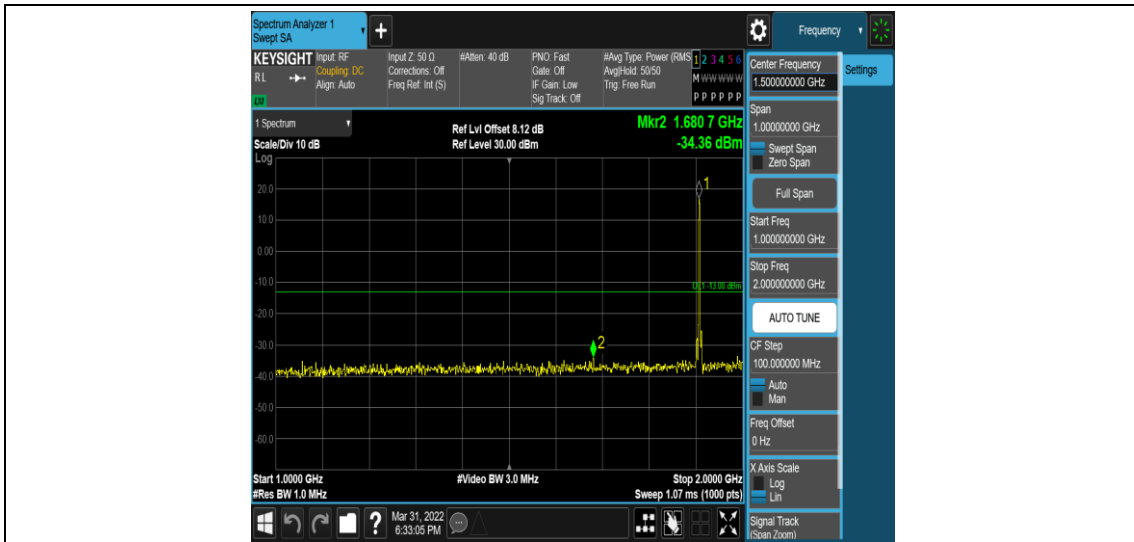 Spectrum Analyzer 1
Swept SA
+
Frequency
KEYSIGHT
RL
LXI
Input: RF
Coupling: DC
Align: Auto
Input Z: 50 Ω
Corrections: Off
Freq Ref: Int (S)
#Atten: 40 dB
PNO: Fast
Gate: Off
IF Gain: Low
Sig Track: Off
#Avg Type: Power (RMS
Avg|Hold: 50/50
Trig: Free Run
1 2 3 4 5 6
M W W W W W
P P P P P P
1 Spectrum
Scale/Div 10 dB
Log
Ref Lvl Offset 8.12 dB
Ref Level 30.00 dBm
Mkr2 1.680 7 GHz
-34.36 dBm
20.0
10.0
0.00
-10.0
-20.0
-30.0
-40.0
-50.0
-60.0
1
2
DL1 -13.00 dBm
Start 1.0000 GHz
#Res BW 1.0 MHz
#Video BW 3.0 MHz
Stop 2.0000 GHz
Sweep 1.07 ms (1000 pts)
Center Frequency
1.500000000 GHz
Settings
Span
1.00000000 GHz
Swept Span
Zero Span
Full Span
Start Freq
1.000000000 GHz
Stop Freq
2.000000000 GHz
AUTO TUNE
CF Step
100.000000 MHz
Auto
Man
Freq Offset
0 Hz
X Axis Scale
Log
Lin
Signal Track
(Span Zoom)
?
Mar 31, 2022
6:33:05 PM